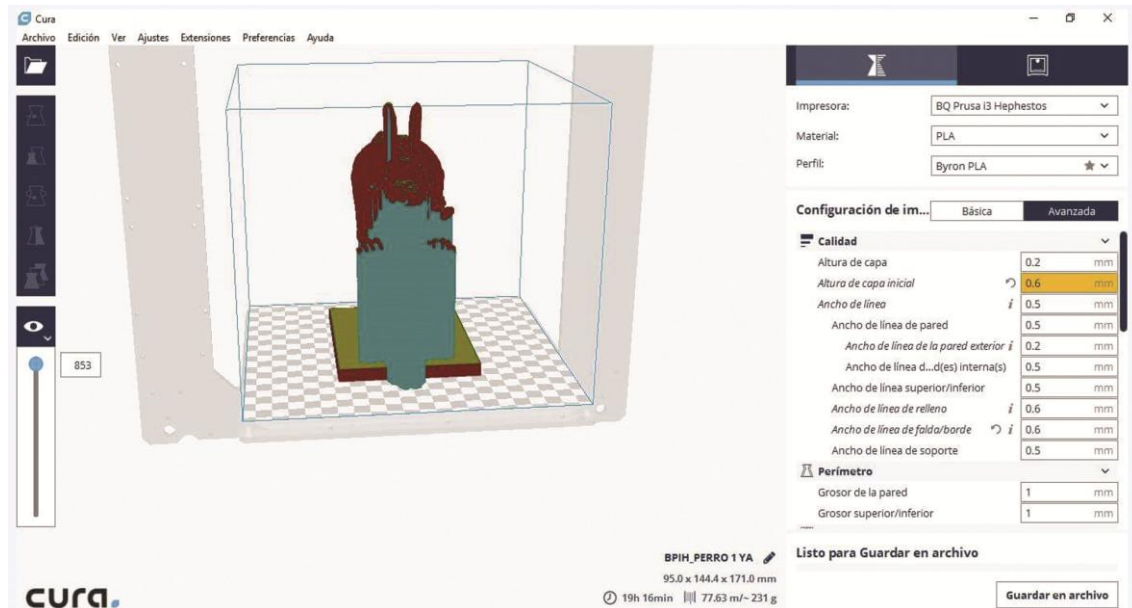 Cura
Archivo Edición Ver Ajustes Extensiones Preferencias Ayuda
853
Impresora: BQ Prusa i3 Hephestos
Material: PLA
Perfil: Byron PLA
Configuración de im... Básica Avanzada
Calidad
Altura de capa 0.2 mm
Altura de capa inicial 0.6 mm
Ancho de línea i 0.5 mm
Ancho de línea de pared 0.5 mm
Ancho de línea de la pared exterior i 0.2 mm
Ancho de línea d...d(es) interna(s) 0.5 mm
Ancho de línea superior/inferior 0.5 mm
Ancho de línea de relleno i 0.6 mm
Ancho de línea de falda/borde i 0.6 mm
Ancho de línea de soporte 0.5 mm
Perímetro
Grosor de la pared 1 mm
Grosor superior/inferior 1 mm
BPIH_PERRO 1 YA
95.0 x 144.4 x 171.0 mm
19h 16min 77.63 m/~ 231 g
Listo para Guardar en archivo
Guardar en archivo
cura.